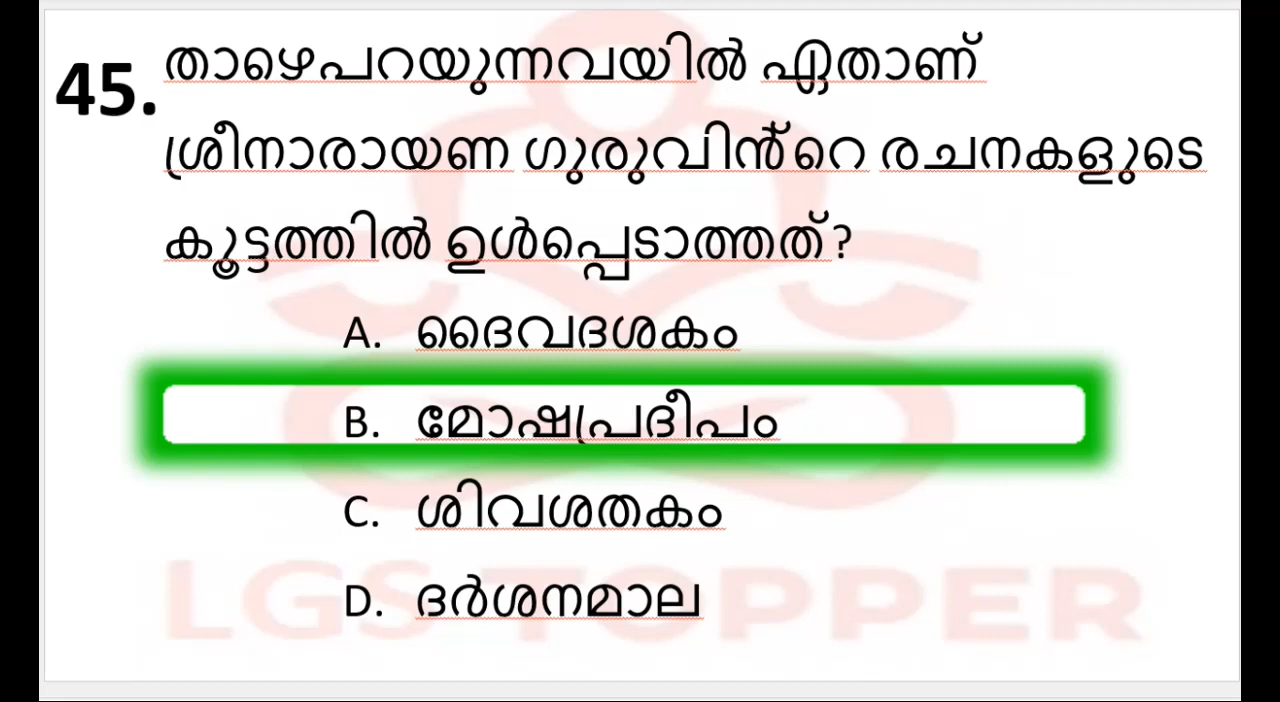 45. താഴെപറയുന്നവയിൽ ഏതാണ്
ശ്രീനാരായണ ഗുരുവിൻ്റെ രചനകളുടെ
കൂട്ടത്തിൽ ഉൾപ്പെടാത്തത്?
A. ദൈവദശകം
B. മോഷപ്രദീപം
C. ശിവശതകം
D. ദർശനമാല
LGS TOPPER